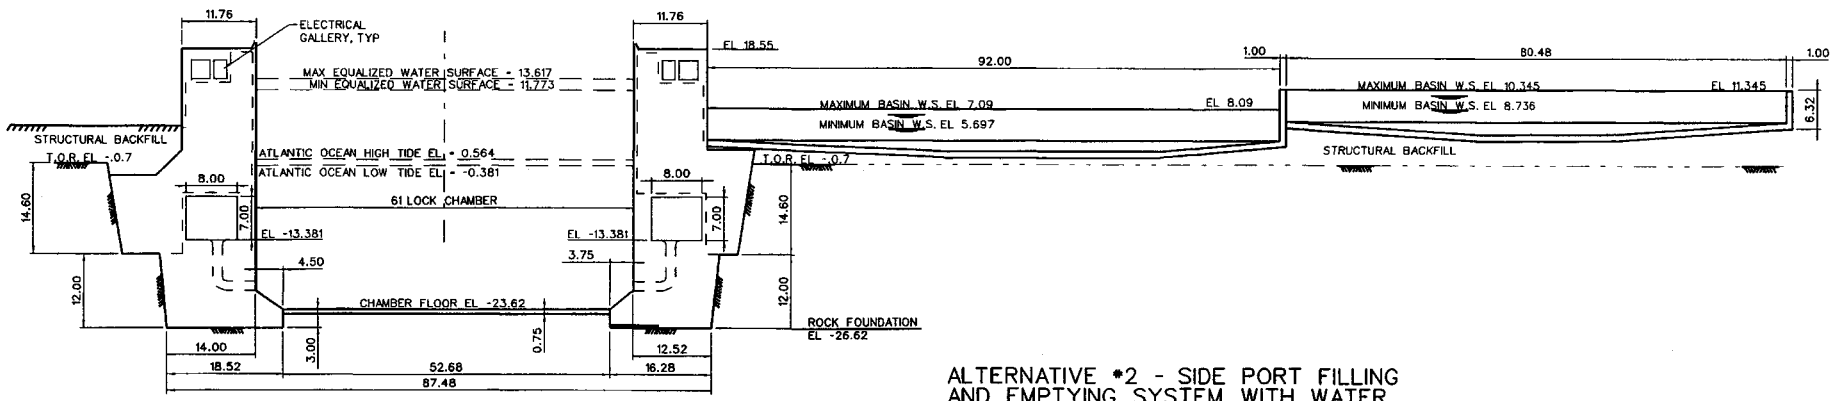 11.76
ELECTRICAL
GALLERY, TYP
11.76
EL 18.55
1.00
80.48
1.00
92.00
MAX EQUALIZED WATER SURFACE - 13.617
MIN EQUALIZED WATER SURFACE - 11.773
MAXIMUM BASIN W.S. EL 10.345
EL 11.345
MAXIMUM BASIN W.S. EL 7.09
EL 8.09
MINIMUM BASIN W.S. EL 8.736
6.32
MINIMUM BASIN W.S. EL 5.697
STRUCTURAL BACKFILL
STRUCTURAL BACKFILL
T.O.R. EL -.0.7
ATLANTIC OCEAN HIGH TIDE EL - 0.564
T.O.R. EL -.0.7
ATLANTIC OCEAN LOW TIDE EL - -0.381
8.00
8.00
14.60
61 LOCK CHAMBER
7.00
7.00
14.60
EL -13.381
EL -13.381
4.50
3.75
12.00
12.00
CHAMBER FLOOR EL -23.62
ROCK FOUNDATION
EL -26.62
14.00
3.00
0.75
12.52
18.52
52.68
16.28
87.48
ALTERNATIVE #2 - SIDE PORT FILLING
AND EMPTYING SYSTEM WITH WATER